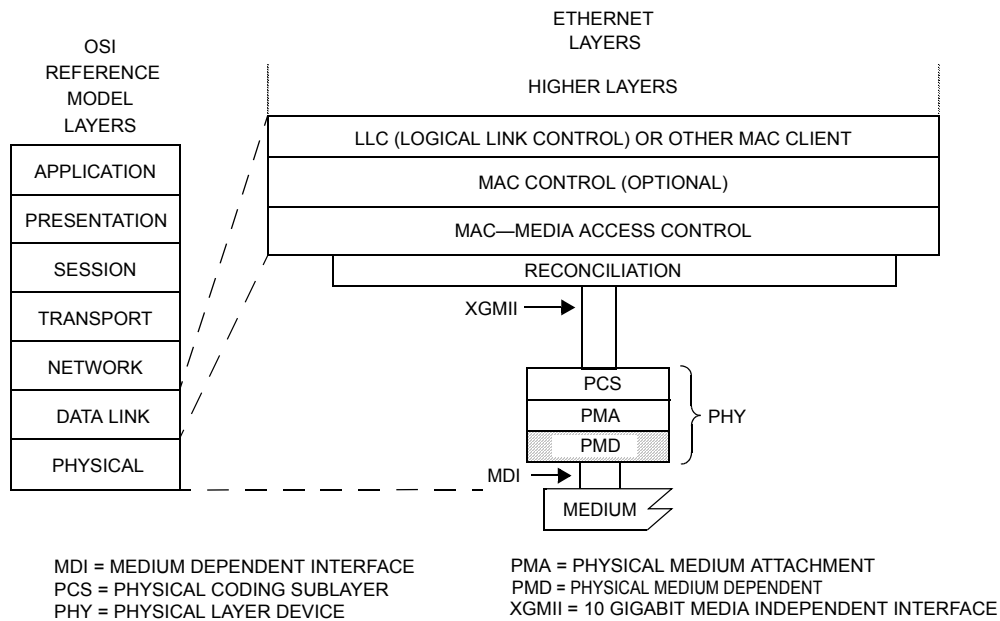 OSI
REFERENCE
MODEL
LAYERS
APPLICATION
PRESENTATION
SESSION
TRANSPORT
NETWORK
DATA LINK
PHYSICAL
ETHERNET
LAYERS
HIGHER LAYERS
LLC (LOGICAL LINK CONTROL) OR OTHER MAC CLIENT
MAC CONTROL (OPTIONAL)
MAC—MEDIA ACCESS CONTROL
RECONCILIATION
XGMII
PCS
PMA
PMD
PHY
MDI
MEDIUM
MDI = MEDIUM DEPENDENT INTERFACE
PCS = PHYSICAL CODING SUBLAYER
PHY = PHYSICAL LAYER DEVICE
PMA = PHYSICAL MEDIUM ATTACHMENT
PMD = PHYSICAL MEDIUM DEPENDENT
XGMII = 10 GIGABIT MEDIA INDEPENDENT INTERFACE